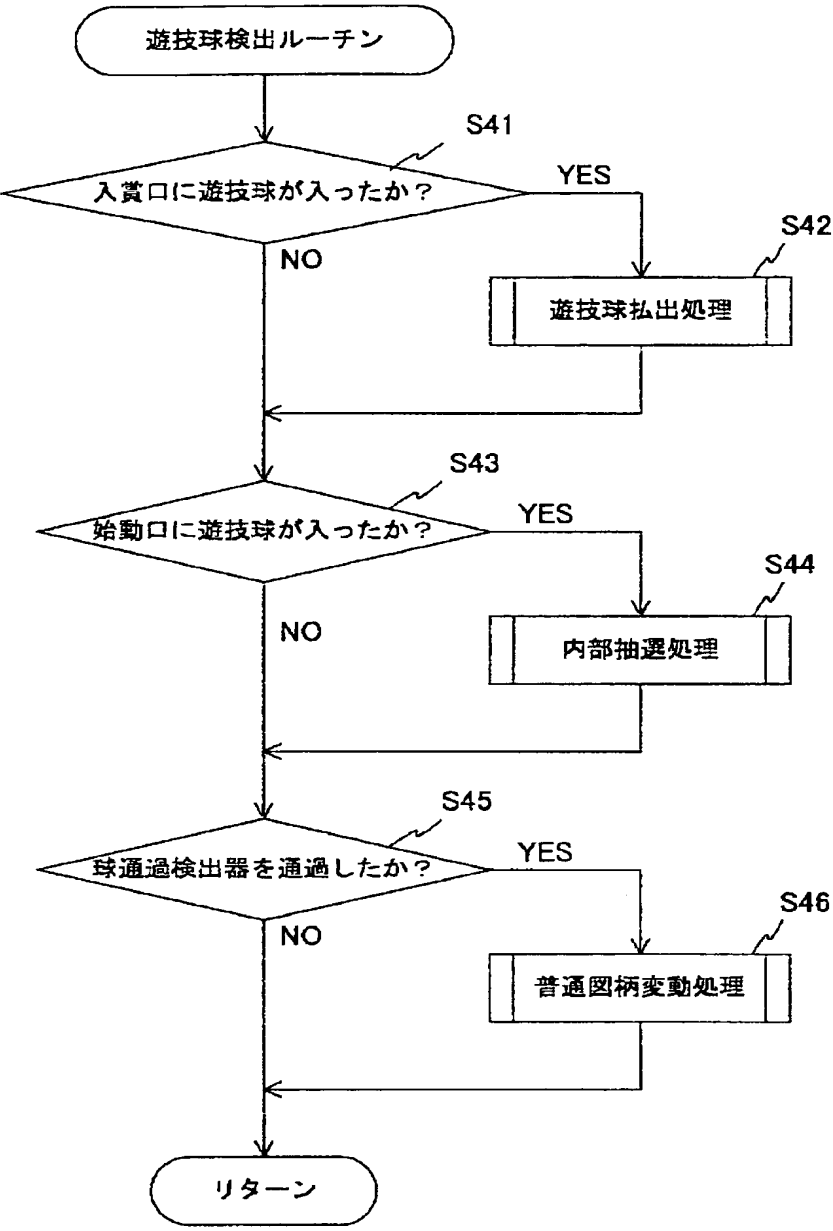 遊技球検出ルーチン
S41
入賞口に遊技球が入ったか？
YES
NO
S42
遊技球払出処理
S43
始動口に遊技球が入ったか？
YES
NO
S44
内部抽選処理
S45
球通過検出器を通過したか？
YES
NO
S46
普通図柄変動処理
リターン